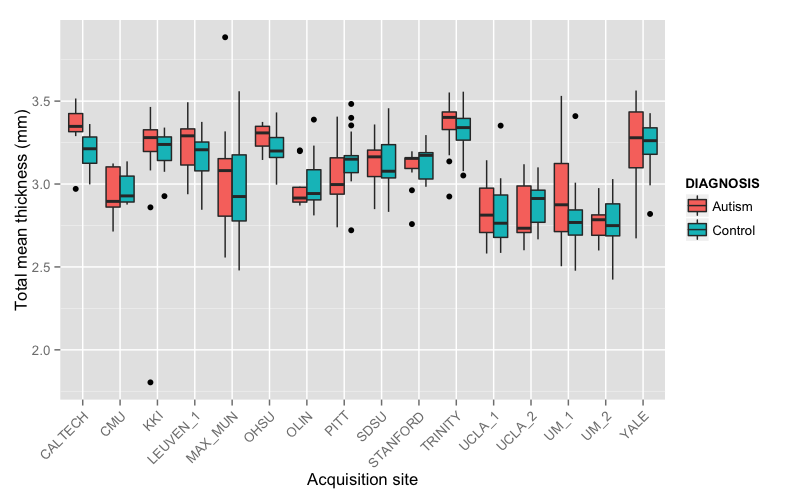 Total mean thickness (mm)
3.5
3.0
2.5
2.0
CALTECH
CMU
KKI
LEUVEN_1
MAX_MUN
OHSU
OLIN
PITT
SDSU
STANFORD
TRINITY
UCLA_1
UCLA_2
UM_1
UM_2
YALE
Acquisition site
DIAGNOSIS
Autism
Control